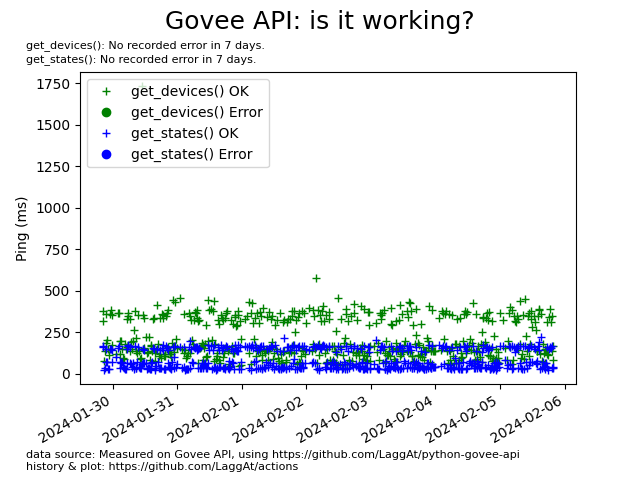 Govee API: is it working?
get_devices(): No recorded error in 7 days.
get_states(): No recorded error in 7 days.
get_devices() OK
get_devices() Error
get_states() OK
get_states() Error
Ping (ms)
1750
1500
1250
1000
750
500
250
0
2024-01-30
2024-01-31
2024-02-01
2024-02-02
2024-02-03
2024-02-04
2024-02-05
2024-02-06
data source: Measured on Govee API, using https://github.com/LaggAt/python-govee-api
history & plot: https://github.com/LaggAt/actions